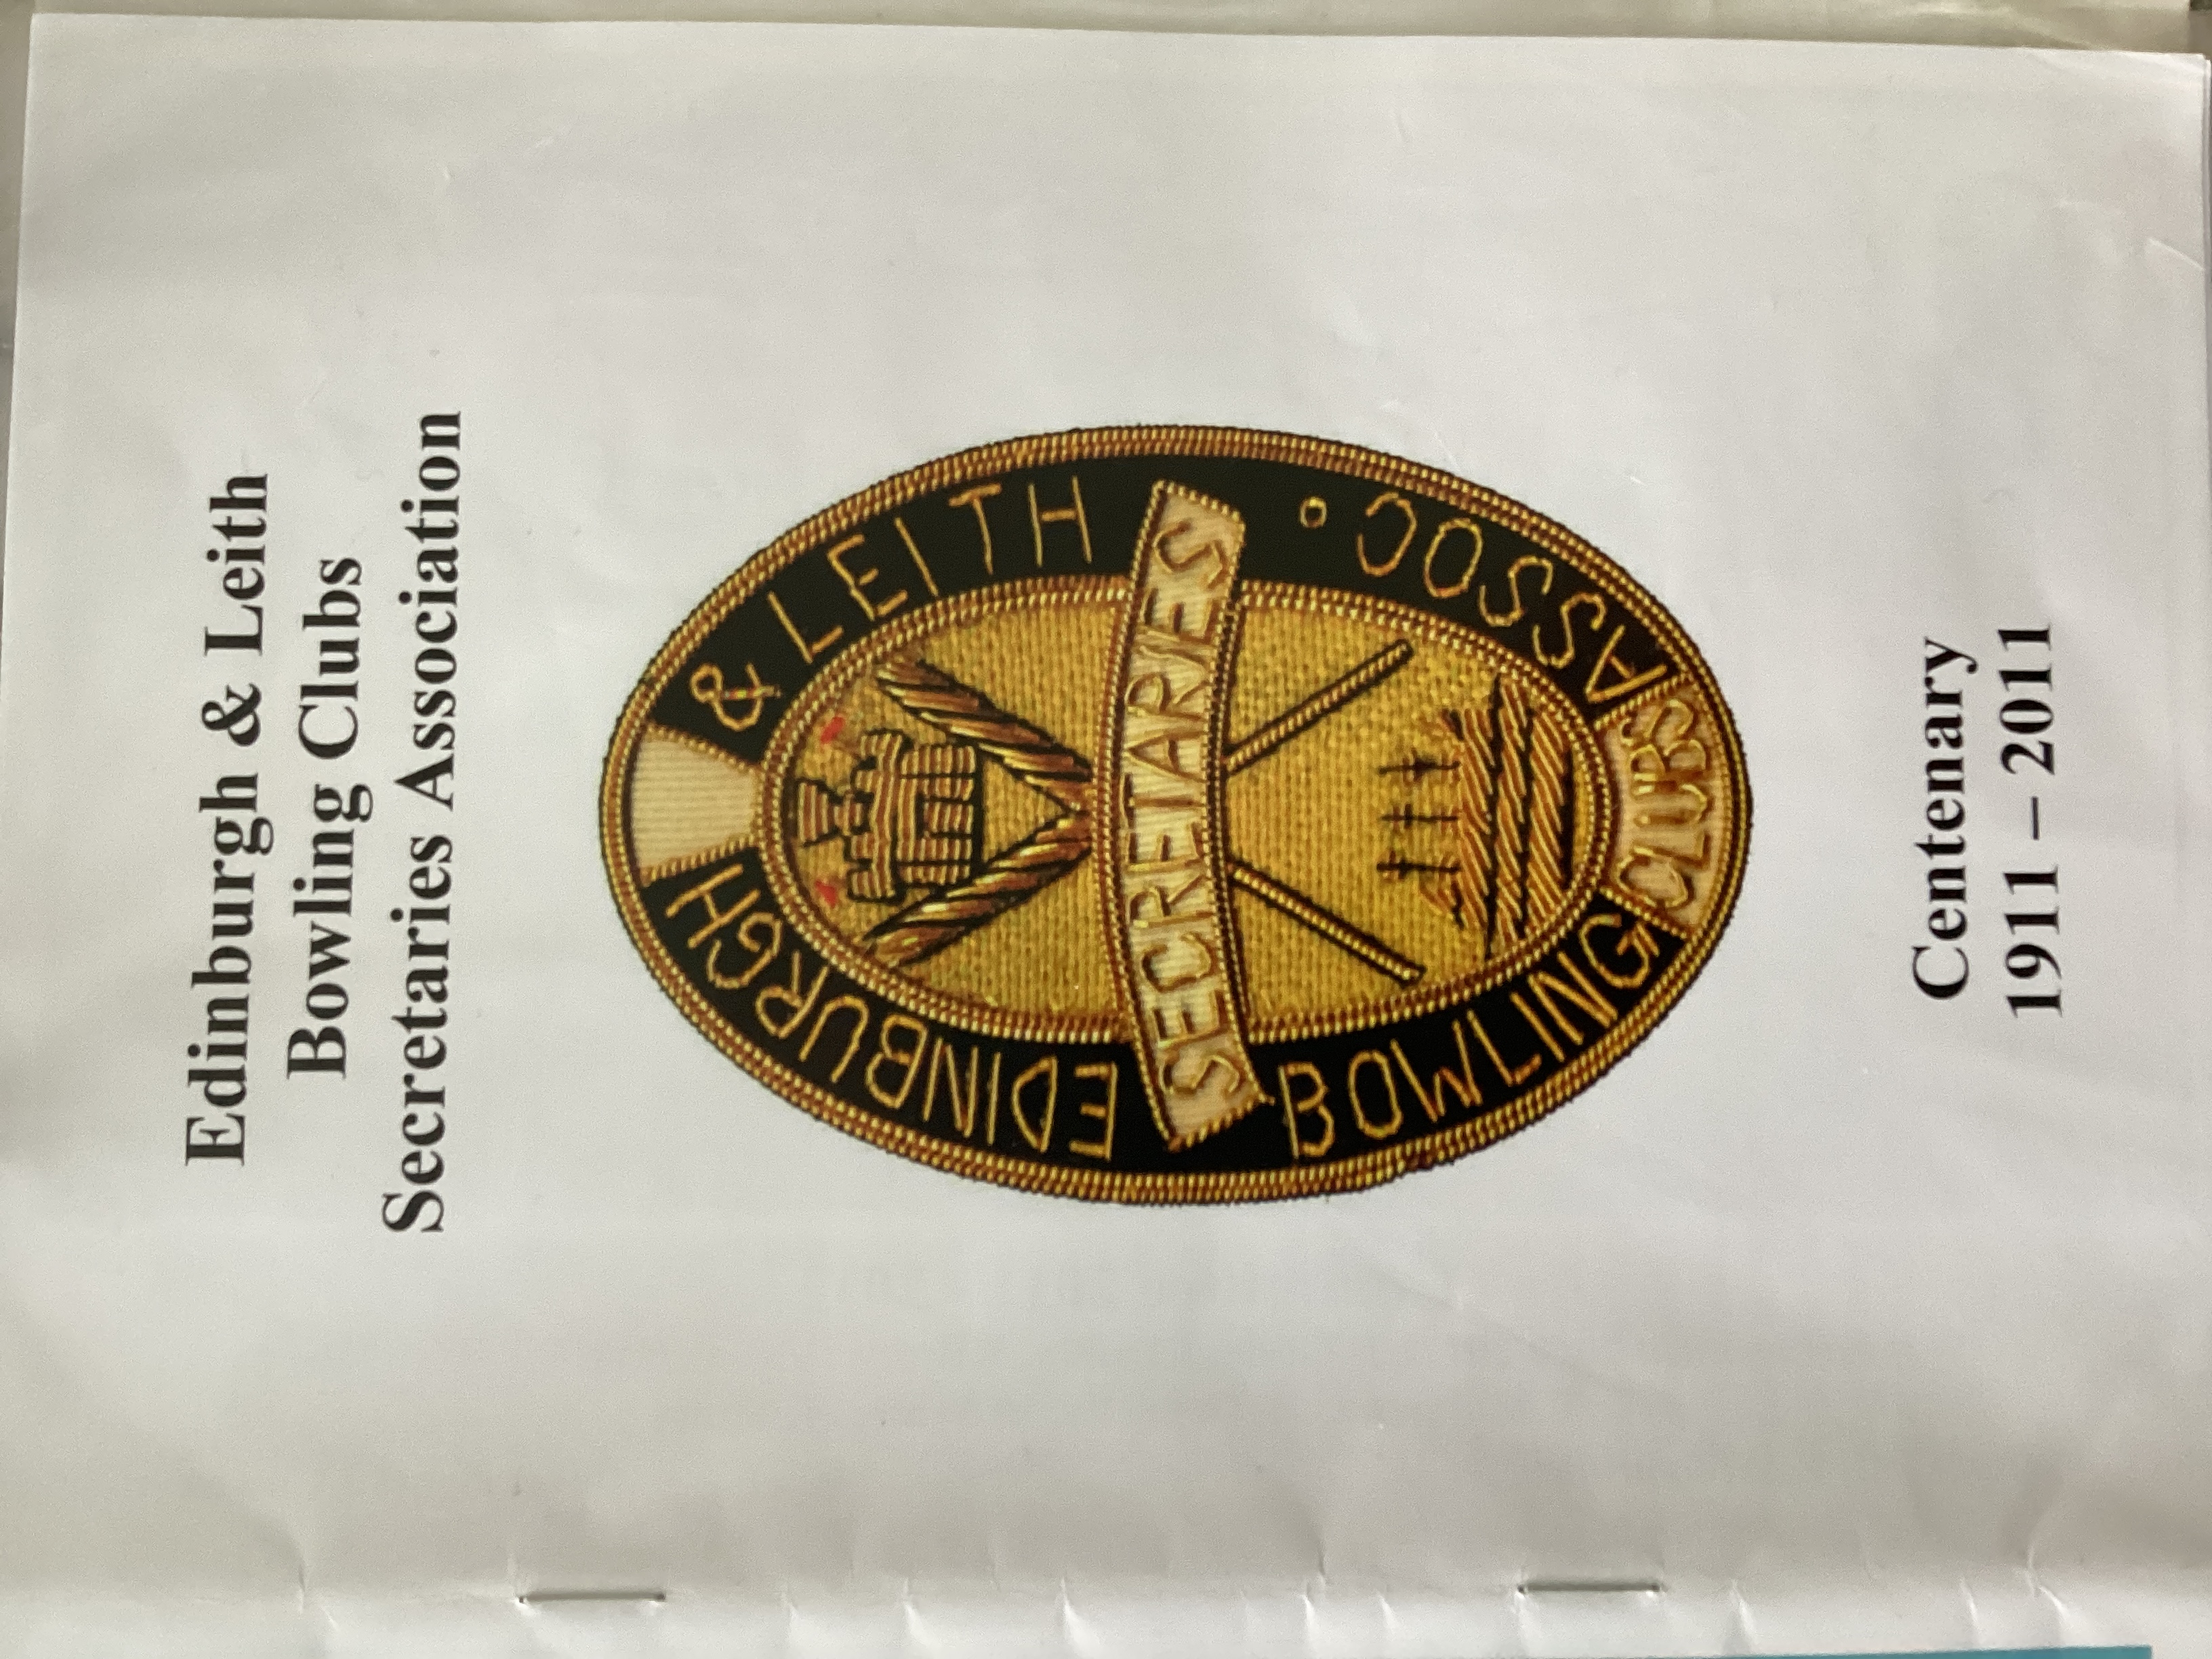 Edinburgh & Leith
Bowling Clubs
Secretaries Association
EDINBURGH & LEITH
SECRETARIES
BOWLING CLUBS ASSOC.
Centenary
1911 – 2011